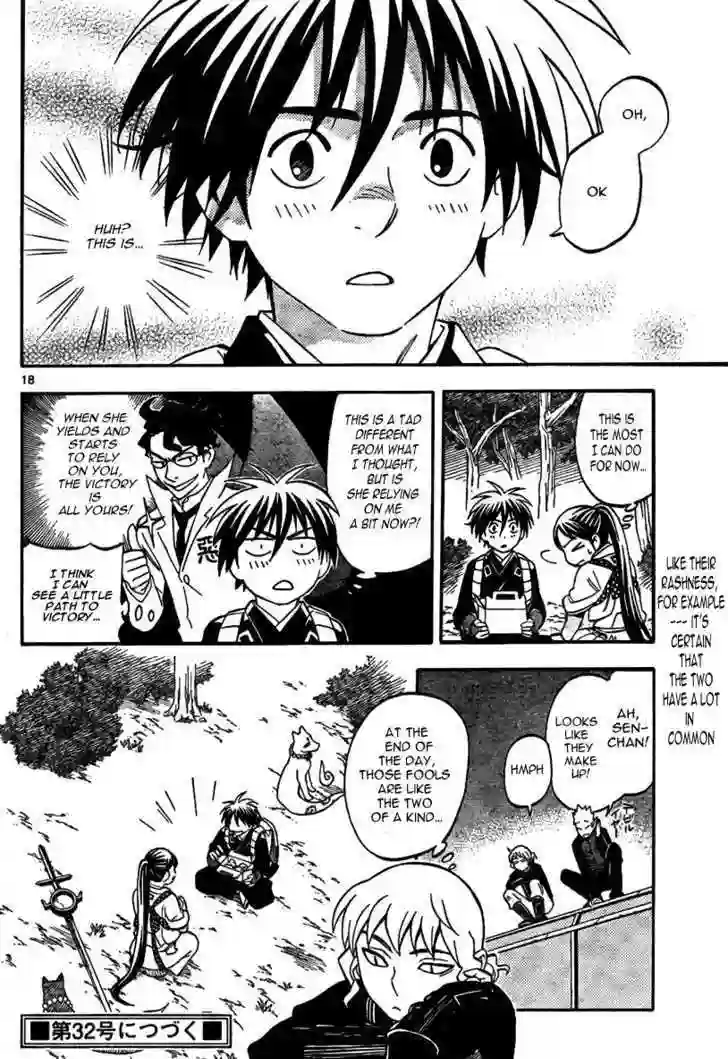 OH,
OK
HUH?
THIS IS...
18
THIS IS
THE MOST
I CAN DO
FOR NOW...
THIS IS A TAD
DIFFERENT
FROM WHAT
I THOUGHT,
BUT IS
SHE RELYING
ON ME
A BIT NOW?!
WHEN SHE
YIELDS AND
STARTS
TO RELY
ON YOU,
THE VICTORY
IS
ALL YOURS!
悪
I THINK
I CAN
SEE A LITTLE
PATH TO
VICTORY...
LIKE THEIR
RASHNESS,
FOR EXAMPLE
---- IT'S
CERTAIN
THAT
THE TWO
HAVE A LOT
IN
COMMON
AH,
SEN-
CHAN!
LOOKS
LIKE
THEY
MAKE
UP!
HMPH
AT THE
END OF
THE DAY,
THOSE FOOLS
ARE LIKE
THE TWO
OF A KIND...
■第32号につづく■